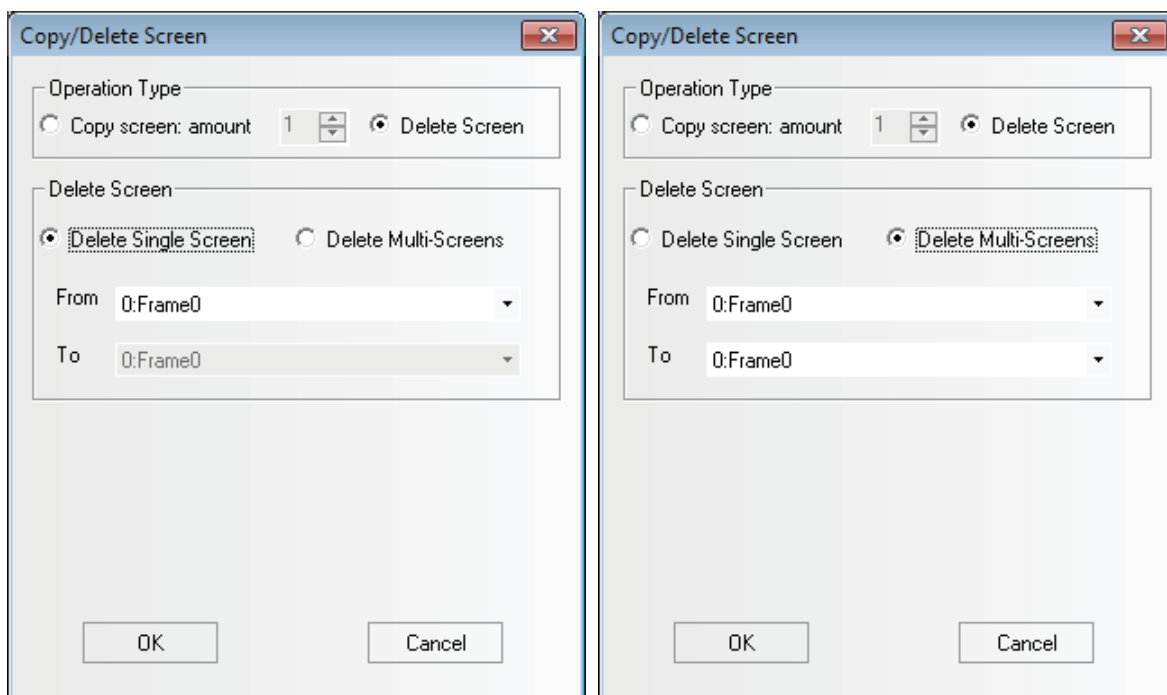 Copy/Delete Screen
Operation Type
Copy screen: amount 1 Delete Screen
Delete Screen
Delete Single Screen Delete Multi-Screens
From 0:Frame0
To 0:Frame0
OK Cancel
Copy/Delete Screen
Operation Type
Copy screen: amount 1 Delete Screen
Delete Screen
Delete Single Screen Delete Multi-Screens
From 0:Frame0
To 0:Frame0
OK Cancel